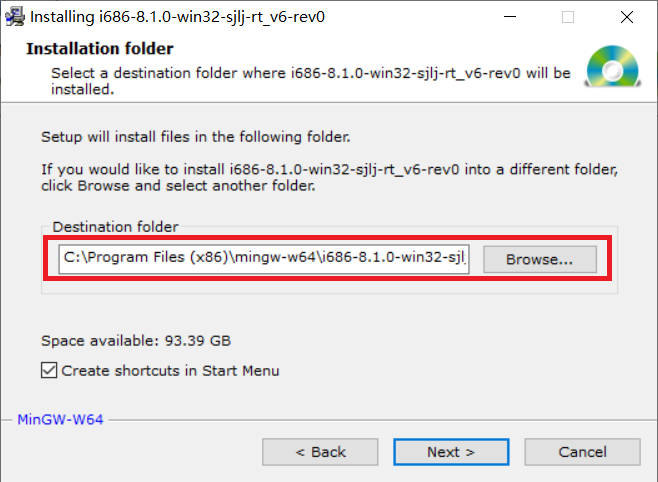 Installing i686-8.1.0-win32-sjlj-rt_v6-rev0
Installation folder
Select a destination folder where i686-8.1.0-win32-sjlj-rt_v6-rev0 will be
installed.
Setup will install files in the following folder.
If you would like to install i686-8.1.0-win32-sjlj-rt_v6-rev0 into a different folder,
click Browse and select another folder.
Destination folder
C:\Program Files (x86)\mingw-w64\i686-8.1.0-win32-sjl
Browse...
Space available: 93.39 GB
Create shortcuts in Start Menu
MinGW-W64
< Back
Next >
Cancel